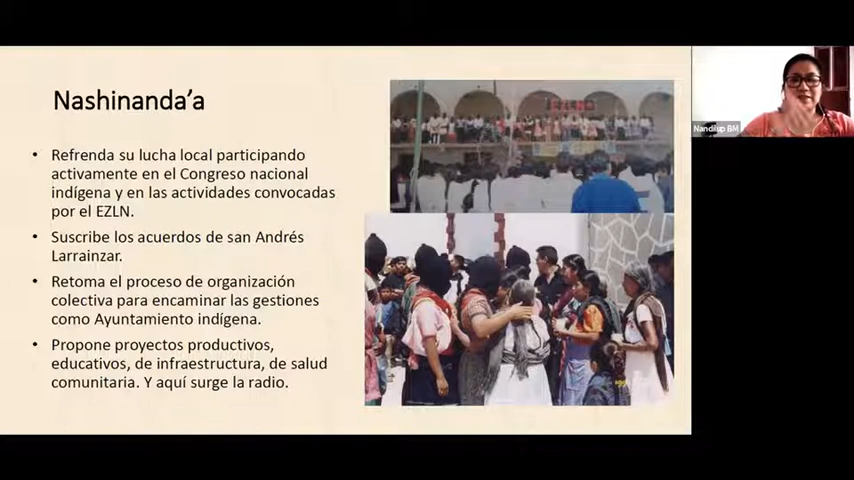 Nashinanda’a
• Refrenda su lucha local participando
activamente en el Congreso nacional
indígena y en las actividades convocadas
por el EZLN.
• Suscribe los acuerdos de san Andrés
Larrainzar.
• Retoma el proceso de organización
colectiva para encaminar las gestiones
como Ayuntamiento indígena.
• Propone proyectos productivos,
educativos, de infraestructura, de salud
comunitaria. Y aquí surge la radio.
Nandiup BM